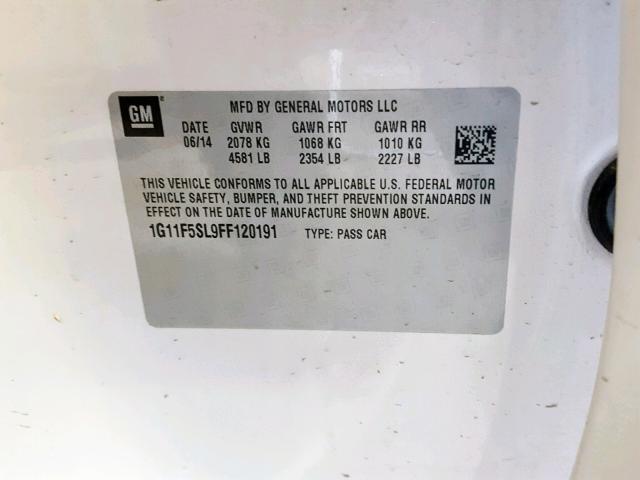 GM
MFD BY GENERAL MOTORS LLC
DATE GVWR GAWR FRT GAWR RR
06/14 2078 KG 1068 KG 1010 KG
4581 LB 2354 LB 2227 LB
THIS VEHICLE CONFORMS TO ALL APPLICABLE U.S. FEDERAL MOTOR
VEHICLE SAFETY, BUMPER, AND THEFT PREVENTION STANDARDS IN
EFFECT ON THE DATE OF MANUFACTURE SHOWN ABOVE.
1G11F5SL9FF120191 TYPE: PASS CAR